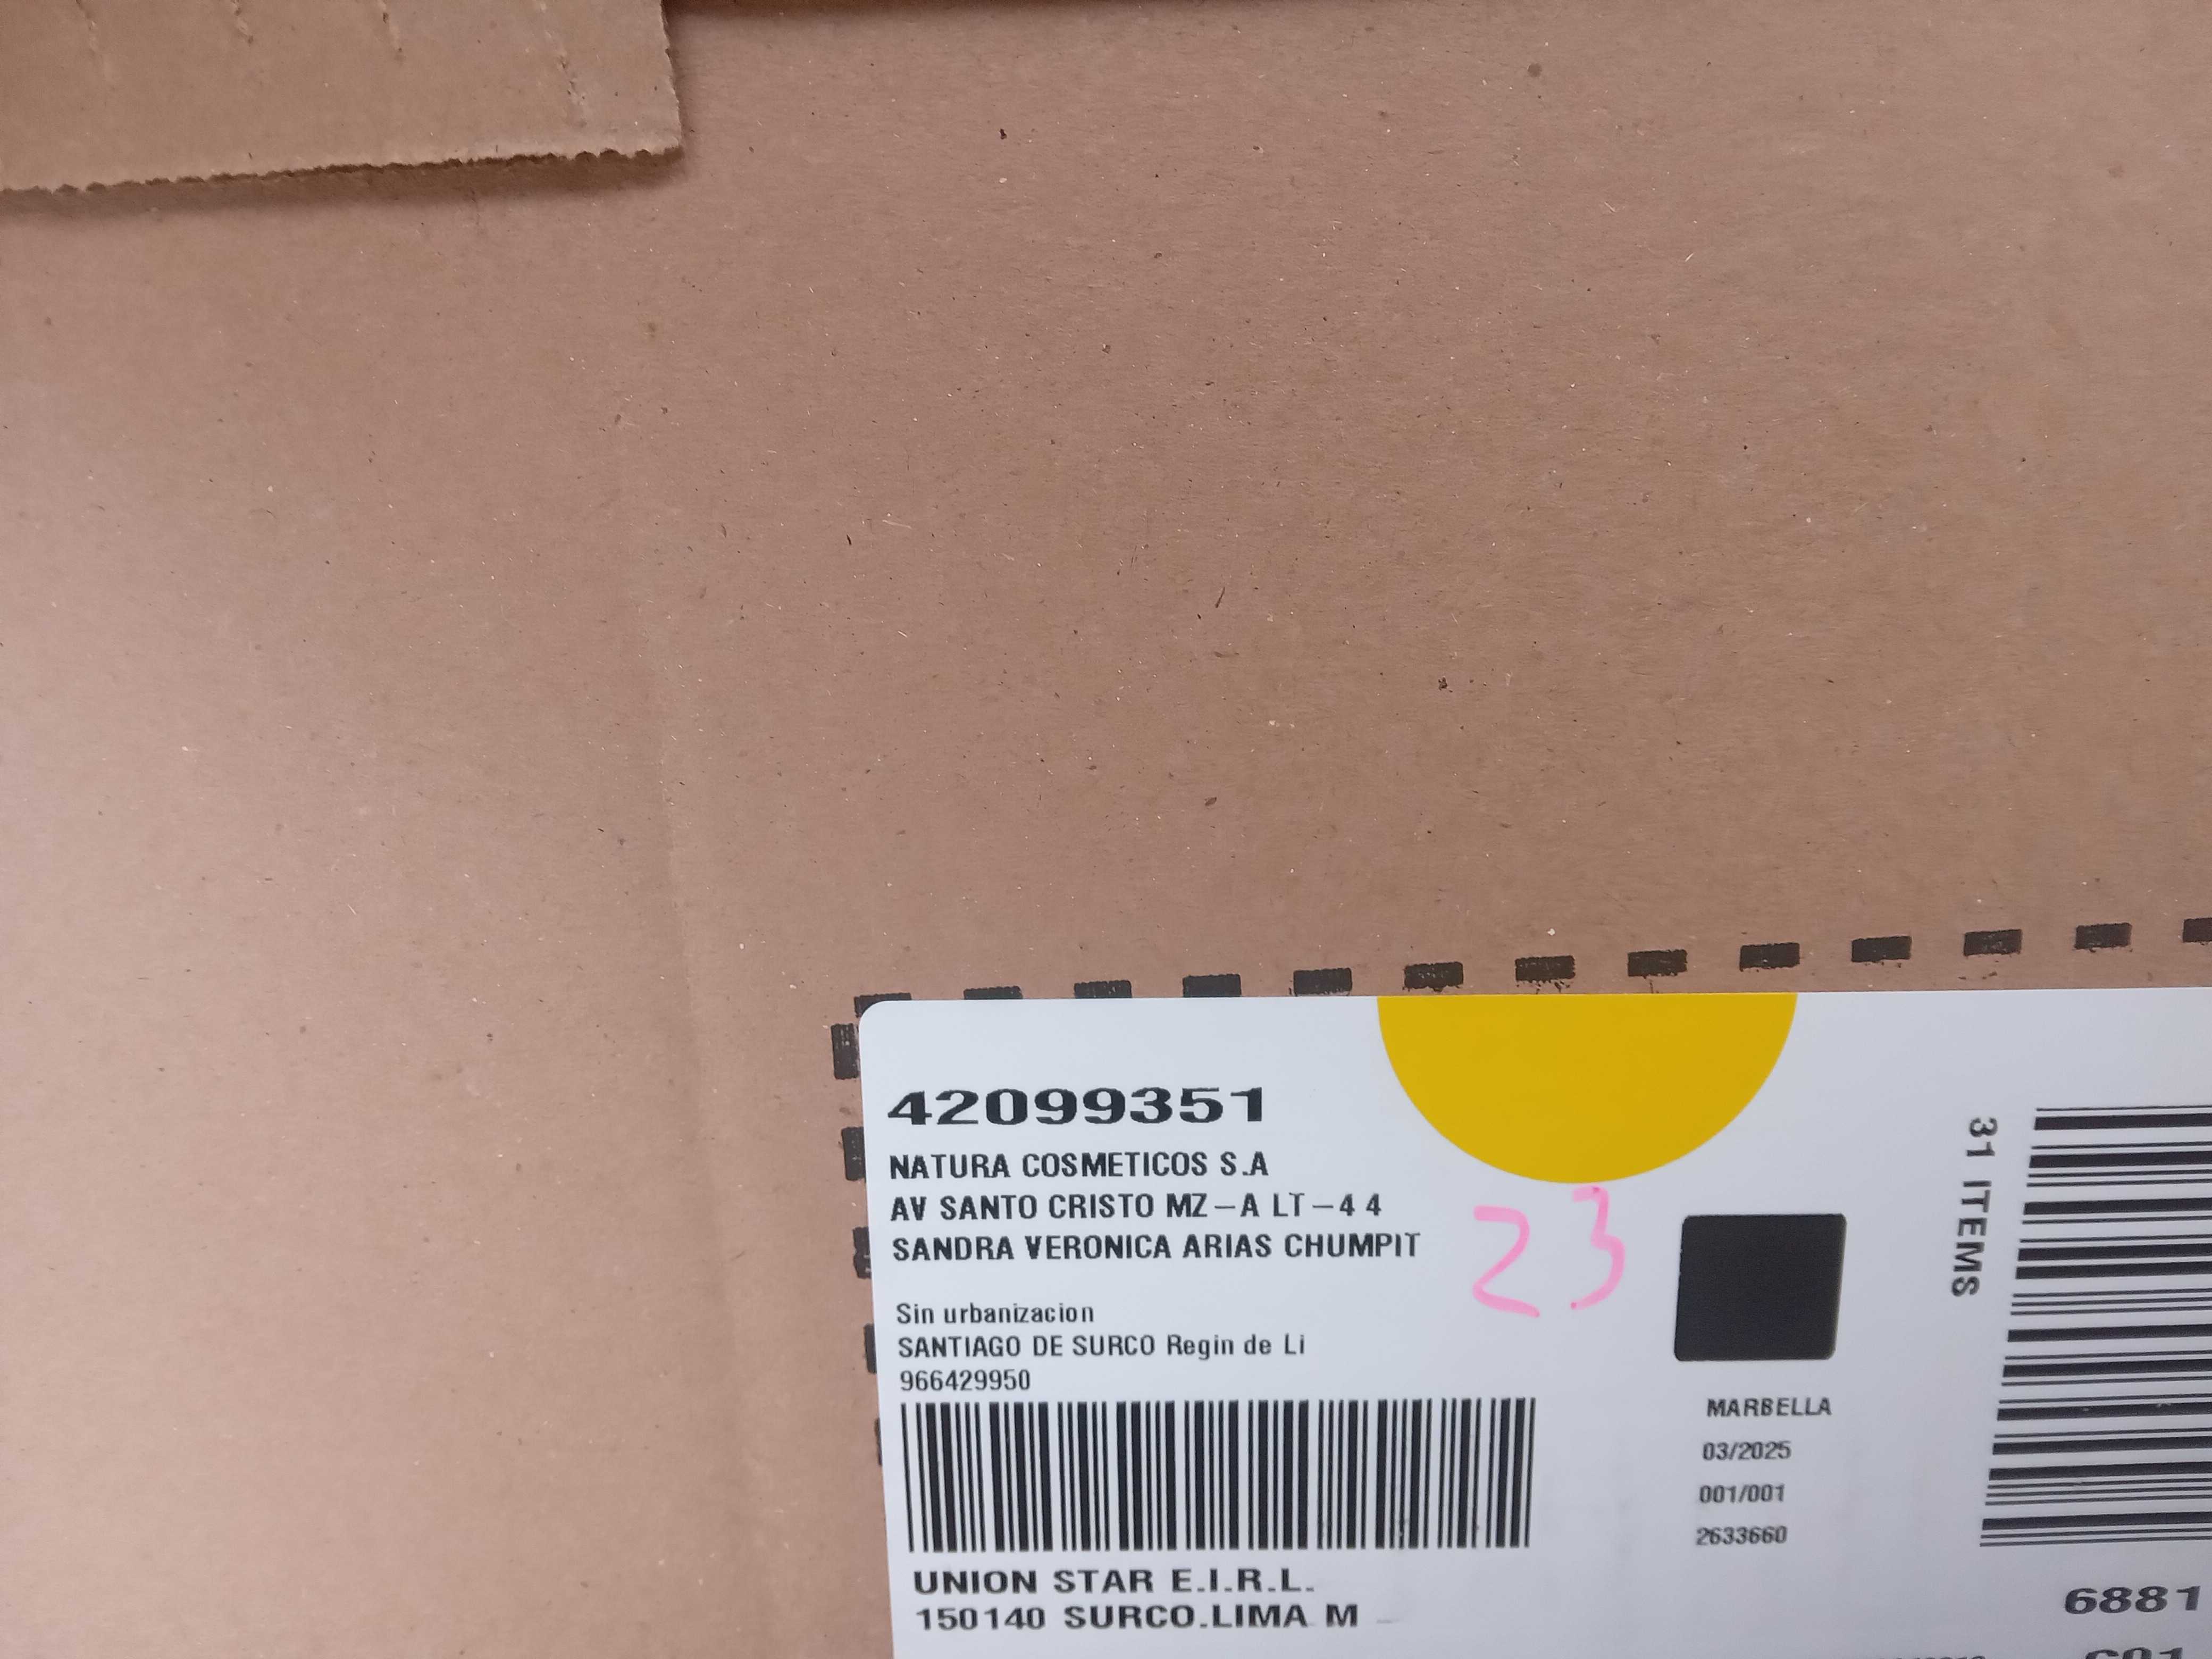 42099351
NATURA COSMETICOS S.A
AV SANTO CRISTO MZ-A LT-4 4
SANDRA VERONICA ARIAS CHUMPIT
23
Sin urbanizacion
SANTIAGO DE SURCO Regin de Li
966429950
UNION STAR E.I.R.L.
150140 SURCO.LIMA M
MARBELLA
03/2025
001/001
2633660
31 ITEMS
6881